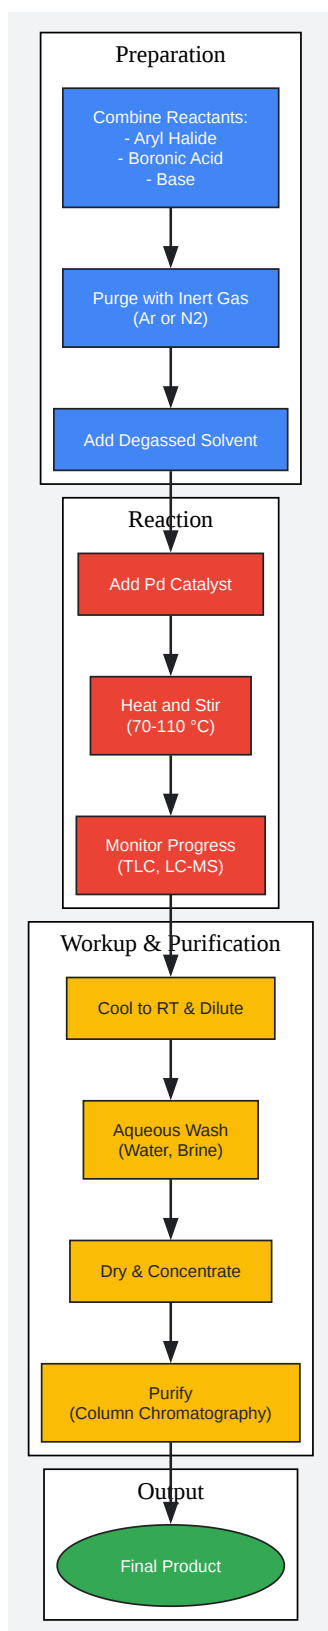 Preparation
Combine Reactants:
- Aryl Halide
- Boronic Acid
- Base
Purge with Inert Gas
(Ar or N2)
Add Degassed Solvent
Reaction
Add Pd Catalyst
Heat and Stir
(70-110 °C)
Monitor Progress
(TLC, LC-MS)
Workup & Purification
Cool to RT & Dilute
Aqueous Wash
(Water, Brine)
Dry & Concentrate
Purify
(Column Chromatography)
Output
Final Product